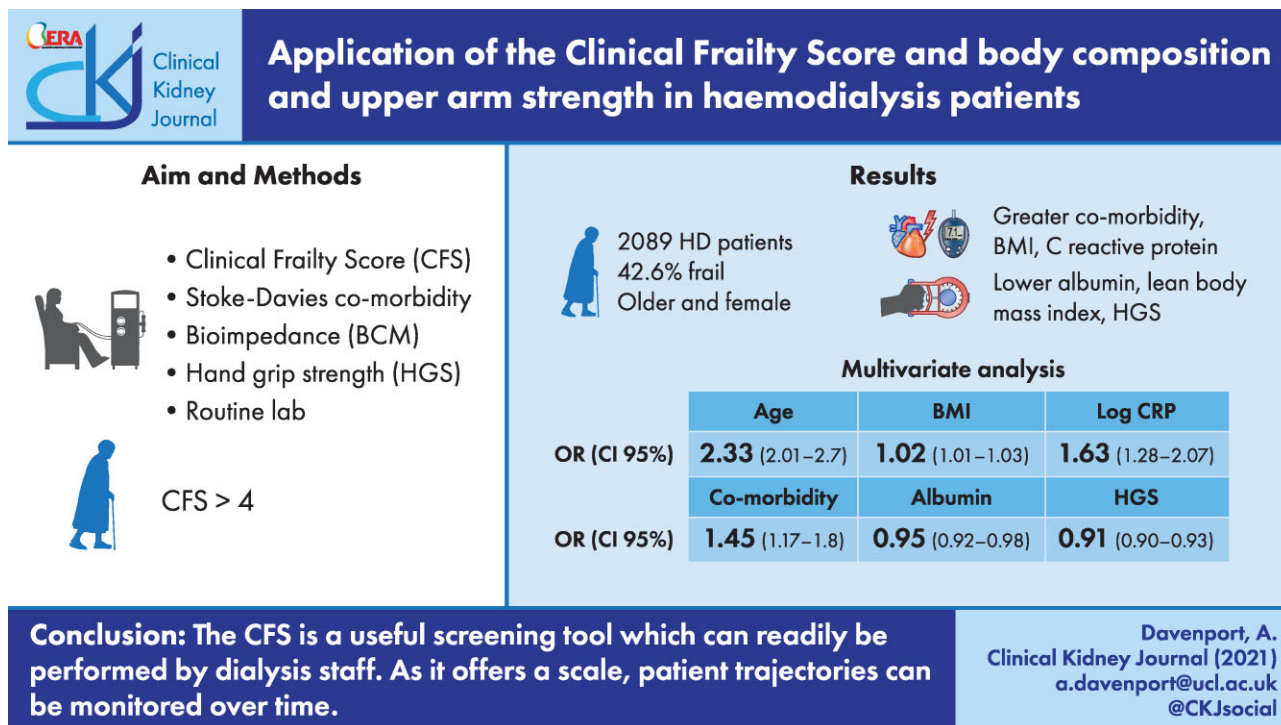 ERA
ckj
Clinical
Kidney
Journal
Application of the Clinical Frailty Score and body composition
and upper arm strength in haemodialysis patients
Aim and Methods
• Clinical Frailty Score (CFS)
• Stoke-Davies co-morbidity
• Bioimpedance (BCM)
• Hand grip strength (HGS)
• Routine lab
CFS > 4
Results
2089 HD patients
42.6% frail
Older and female
7.1
Greater co-morbidity,
BMI, C reactive protein
Lower albumin, lean body
mass index, HGS
Multivariate analysis
Age BMI Log CRP
OR (CI 95%) 2.33 (2.01–2.7) 1.02 (1.01–1.03) 1.63 (1.28–2.07)
Co-morbidity Albumin HGS
OR (CI 95%) 1.45 (1.17–1.8) 0.95 (0.92–0.98) 0.91 (0.90–0.93)
Conclusion: The CFS is a useful screening tool which can readily be
performed by dialysis staff. As it offers a scale, patient trajectories can
be monitored over time.
Davenport, A.
Clinical Kidney Journal (2021)
a.davenport@ucl.ac.uk
@CKJsocial